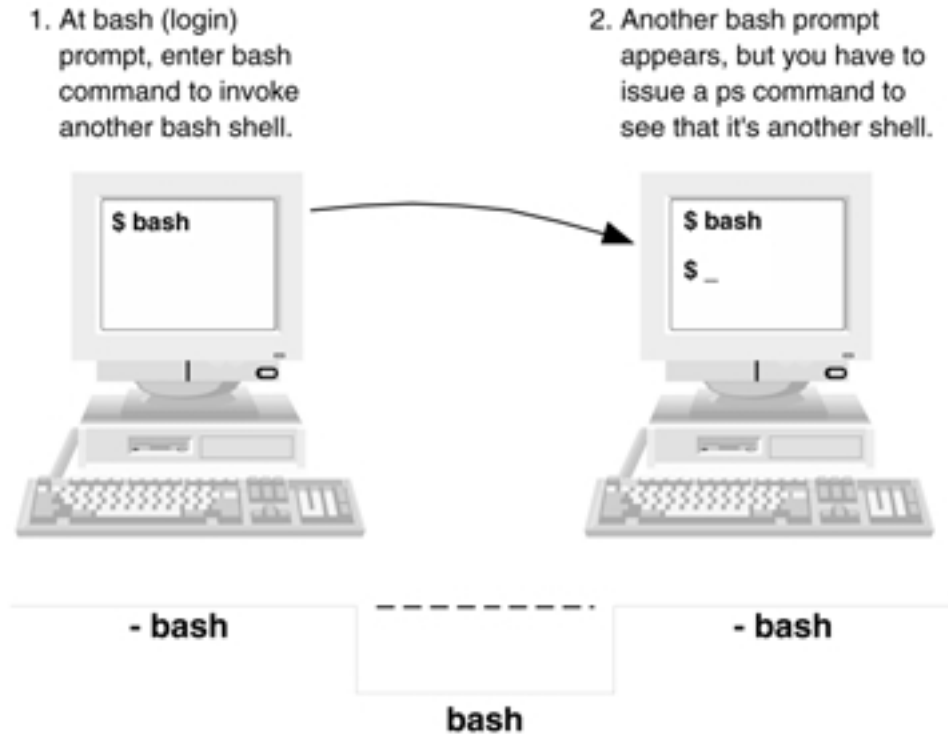 1. At bash (login)
prompt, enter bash
command to invoke
another bash shell.
2. Another bash prompt
appears, but you have to
issue a ps command to
see that it's another shell.
$ bash
$ bash
$ _
- bash
- bash
bash